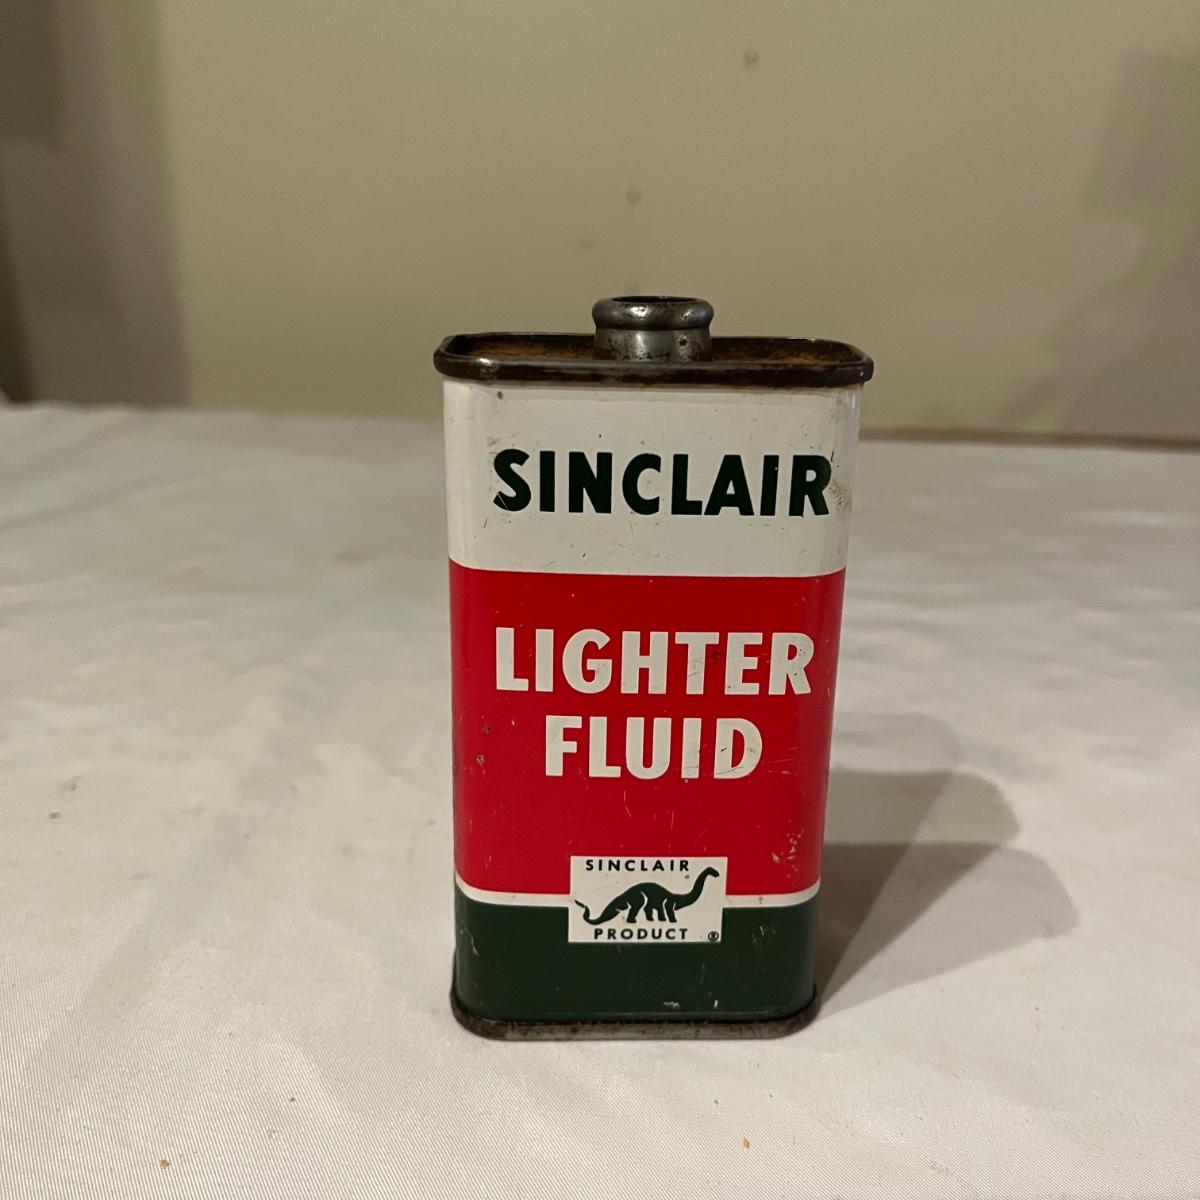 SINCLAIR
LIGHTER
FLUID
SINCLAIR
PRODUCT ®